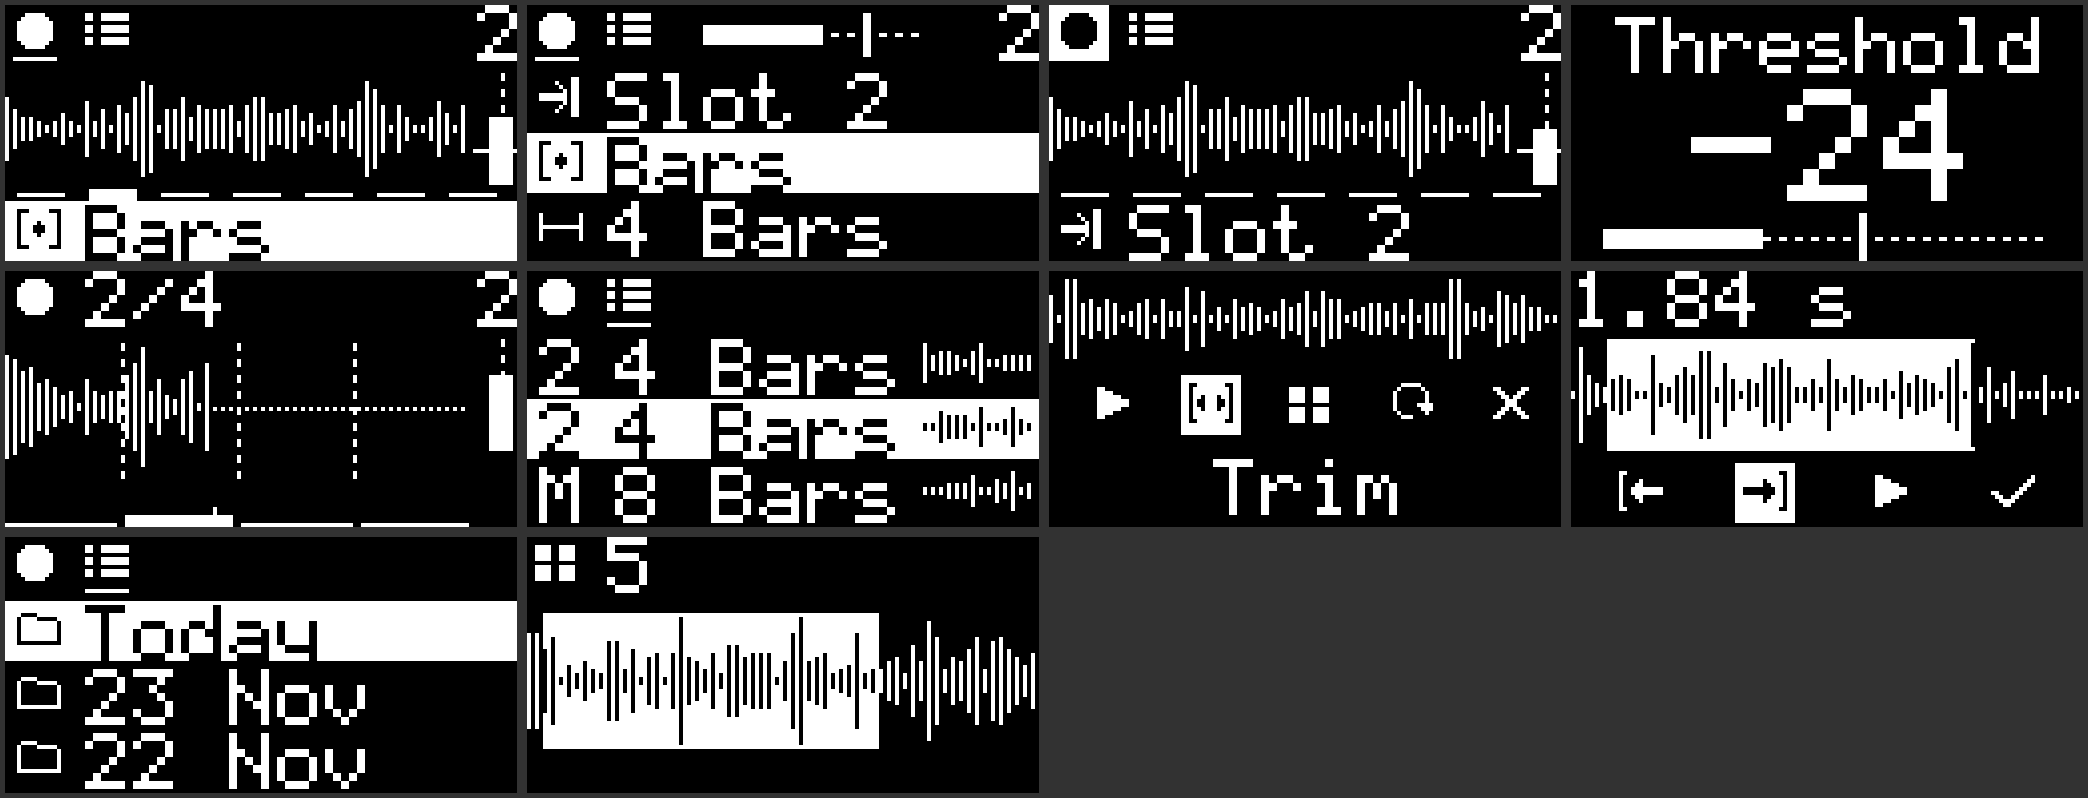 2
Bars
2
Slot 2
Bars
4 Bars
2
Slot 2
Threshold
-24
2/4 2
2 4 Bars
2 4 Bars
M 8 Bars
Trim
1.84 s
Today
23 Nov
22 Nov
5